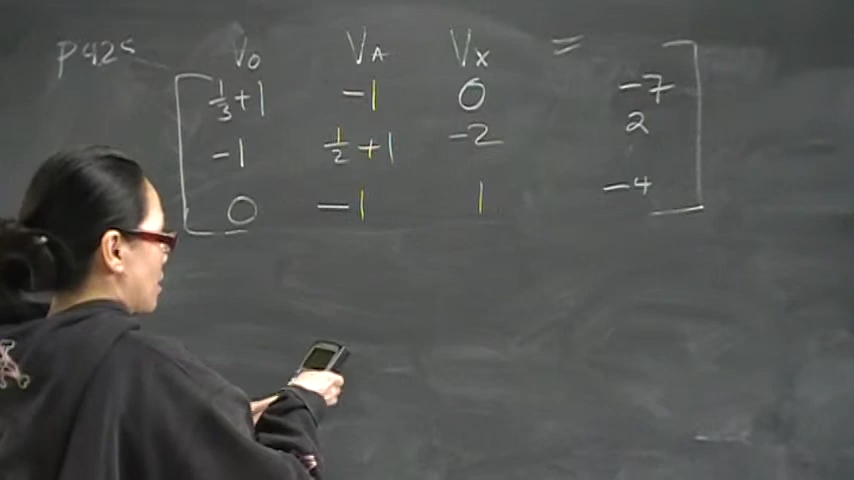 P425
V₀ Vₐ Vₓ =
1/3+1 -1 0 -7
-1 1/2+1 -2 2
0 -1 1 -4